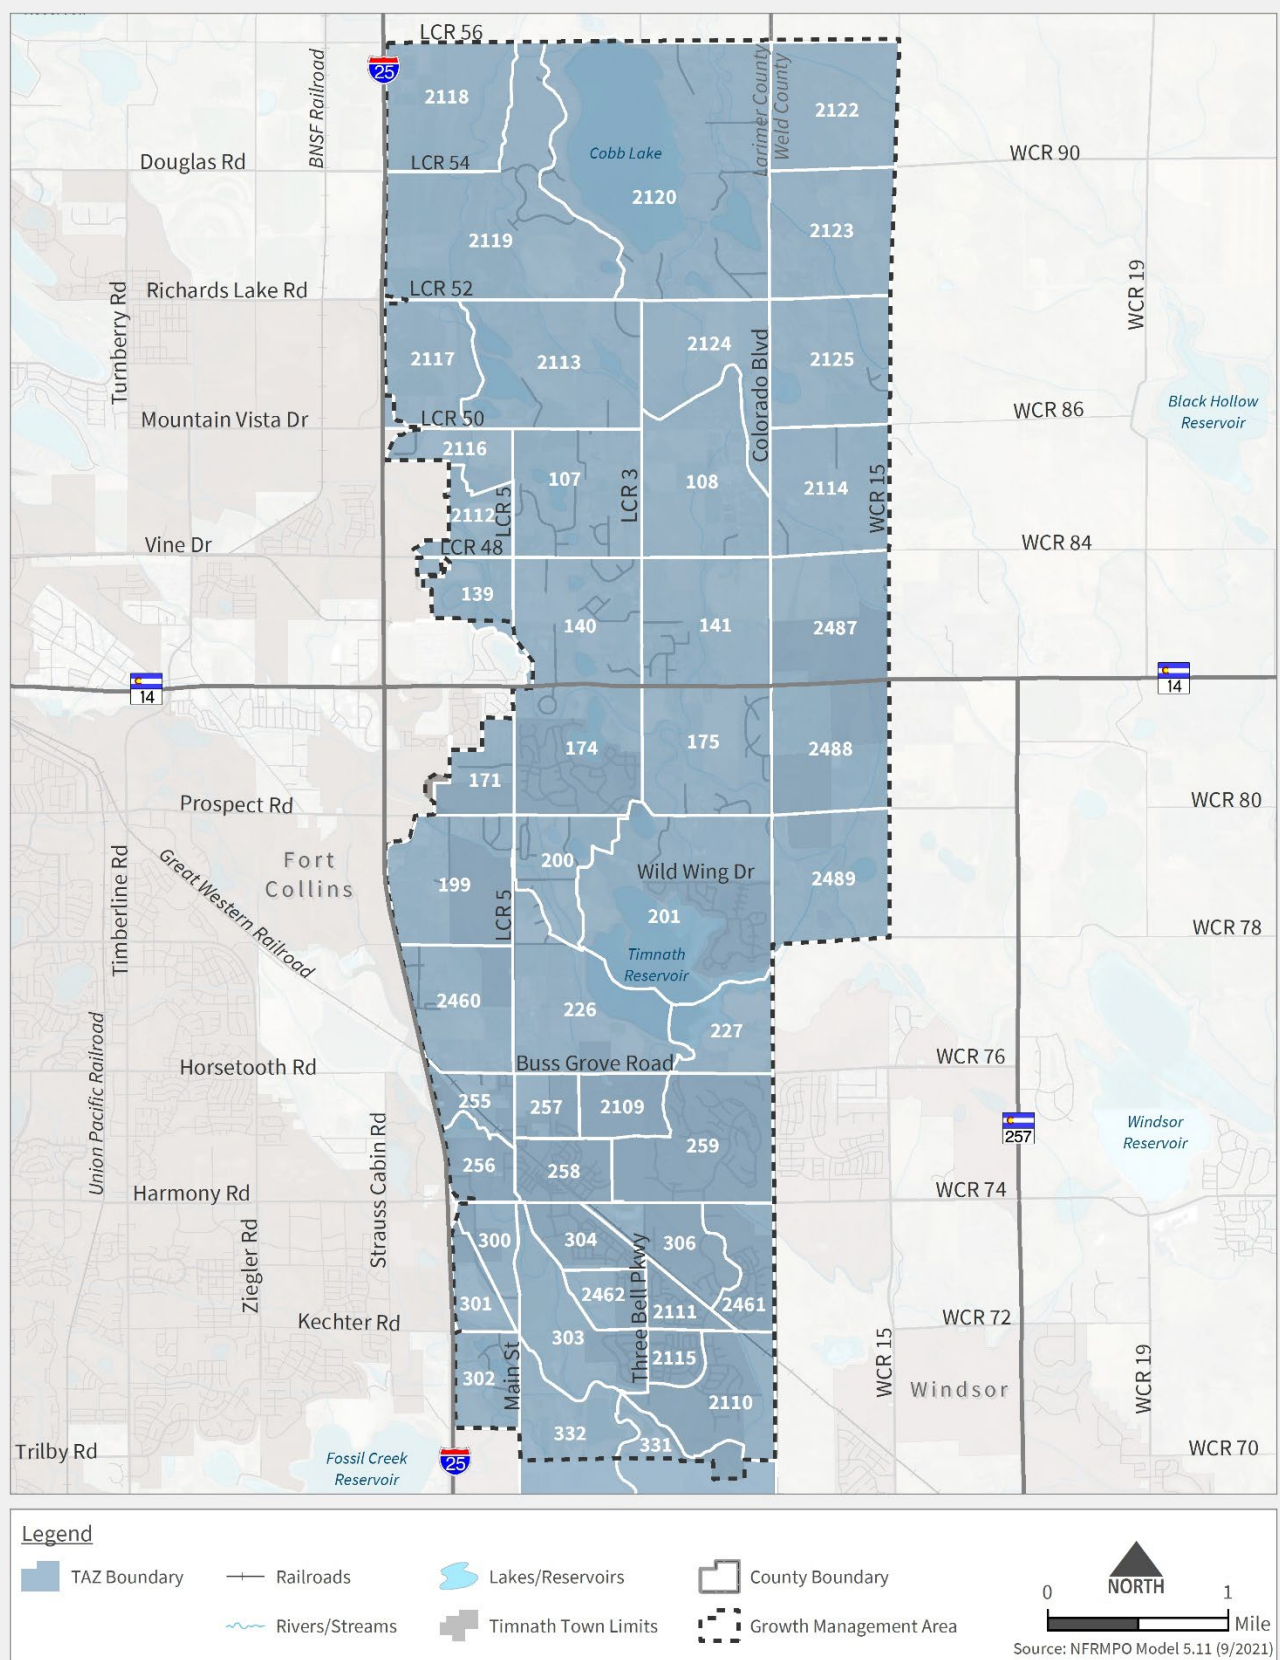 LCR 56
25
BNSF Railroad
2118
Larimer County
Weld County
2122
Cobb Lake
Douglas Rd
LCR 54
WCR 90
2120
2119
2123
Richards Lake Rd
LCR 52
WCR 19
Turnberry Rd
2117
2113
2124
Colorado Blvd
2125
Mountain Vista Dr
LCR 50
WCR 86
Black Hollow
Reservoir
2116
107
LCR 3
108
2114
WCR 15
2112
LCR 5
Vine Dr
LCR 48
WCR 84
139
140
141
2487
14
14
174
175
2488
171
Prospect Rd
WCR 80
Fort
Collins
Great Western Railroad
200
Wild Wing Dr
199
2489
LCR 5
201
Timberline Rd
WCR 78
Timnath
Reservoir
2460
226
227
Union Pacific Railroad
Horsetooth Rd
Buss Grove Road
WCR 76
255
257
2109
257
Windsor
Reservoir
Strauss Cabin Rd
256
258
259
Harmony Rd
WCR 74
Ziegler Rd
300
304
Three Bell Pkwy
306
301
2462
2111
2461
Kechter Rd
WCR 72
303
2115
302
Main St
WCR 15
Windsor
WCR 19
2110
332
331
Trilby Rd
Fossil Creek
Reservoir
25
WCR 70
Legend
TAZ Boundary
Railroads
Lakes/Reservoirs
County Boundary
Rivers/Streams
Timnath Town Limits
Growth Management Area
NORTH
0 1
Mile
Source: NFRMPO Model 5.11 (9/2021)